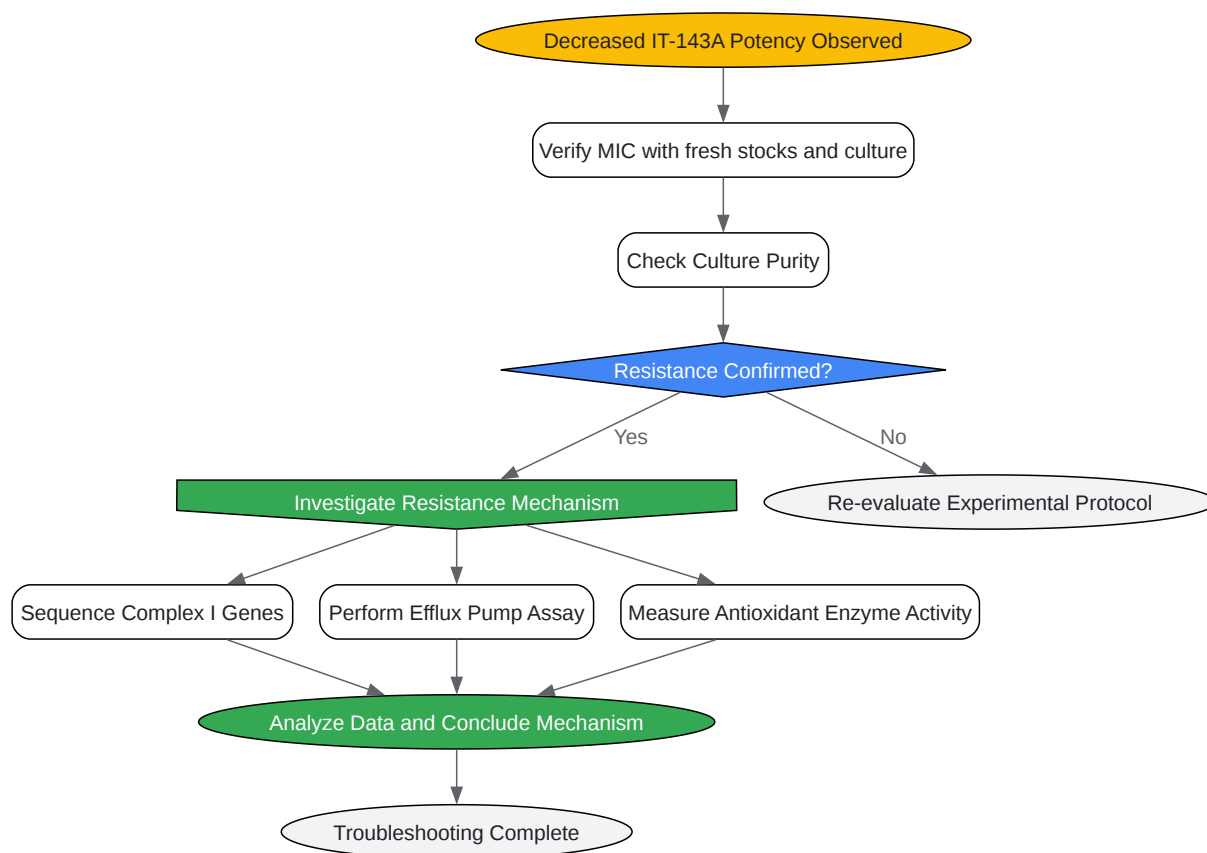 Decreased IT-143A Potency Observed
Verify MIC with fresh stocks and culture
Check Culture Purity
Resistance Confirmed?
Yes
No
Investigate Resistance Mechanism
Re-evaluate Experimental Protocol
Sequence Complex I Genes
Perform Efflux Pump Assay
Measure Antioxidant Enzyme Activity
Analyze Data and Conclude Mechanism
Troubleshooting Complete